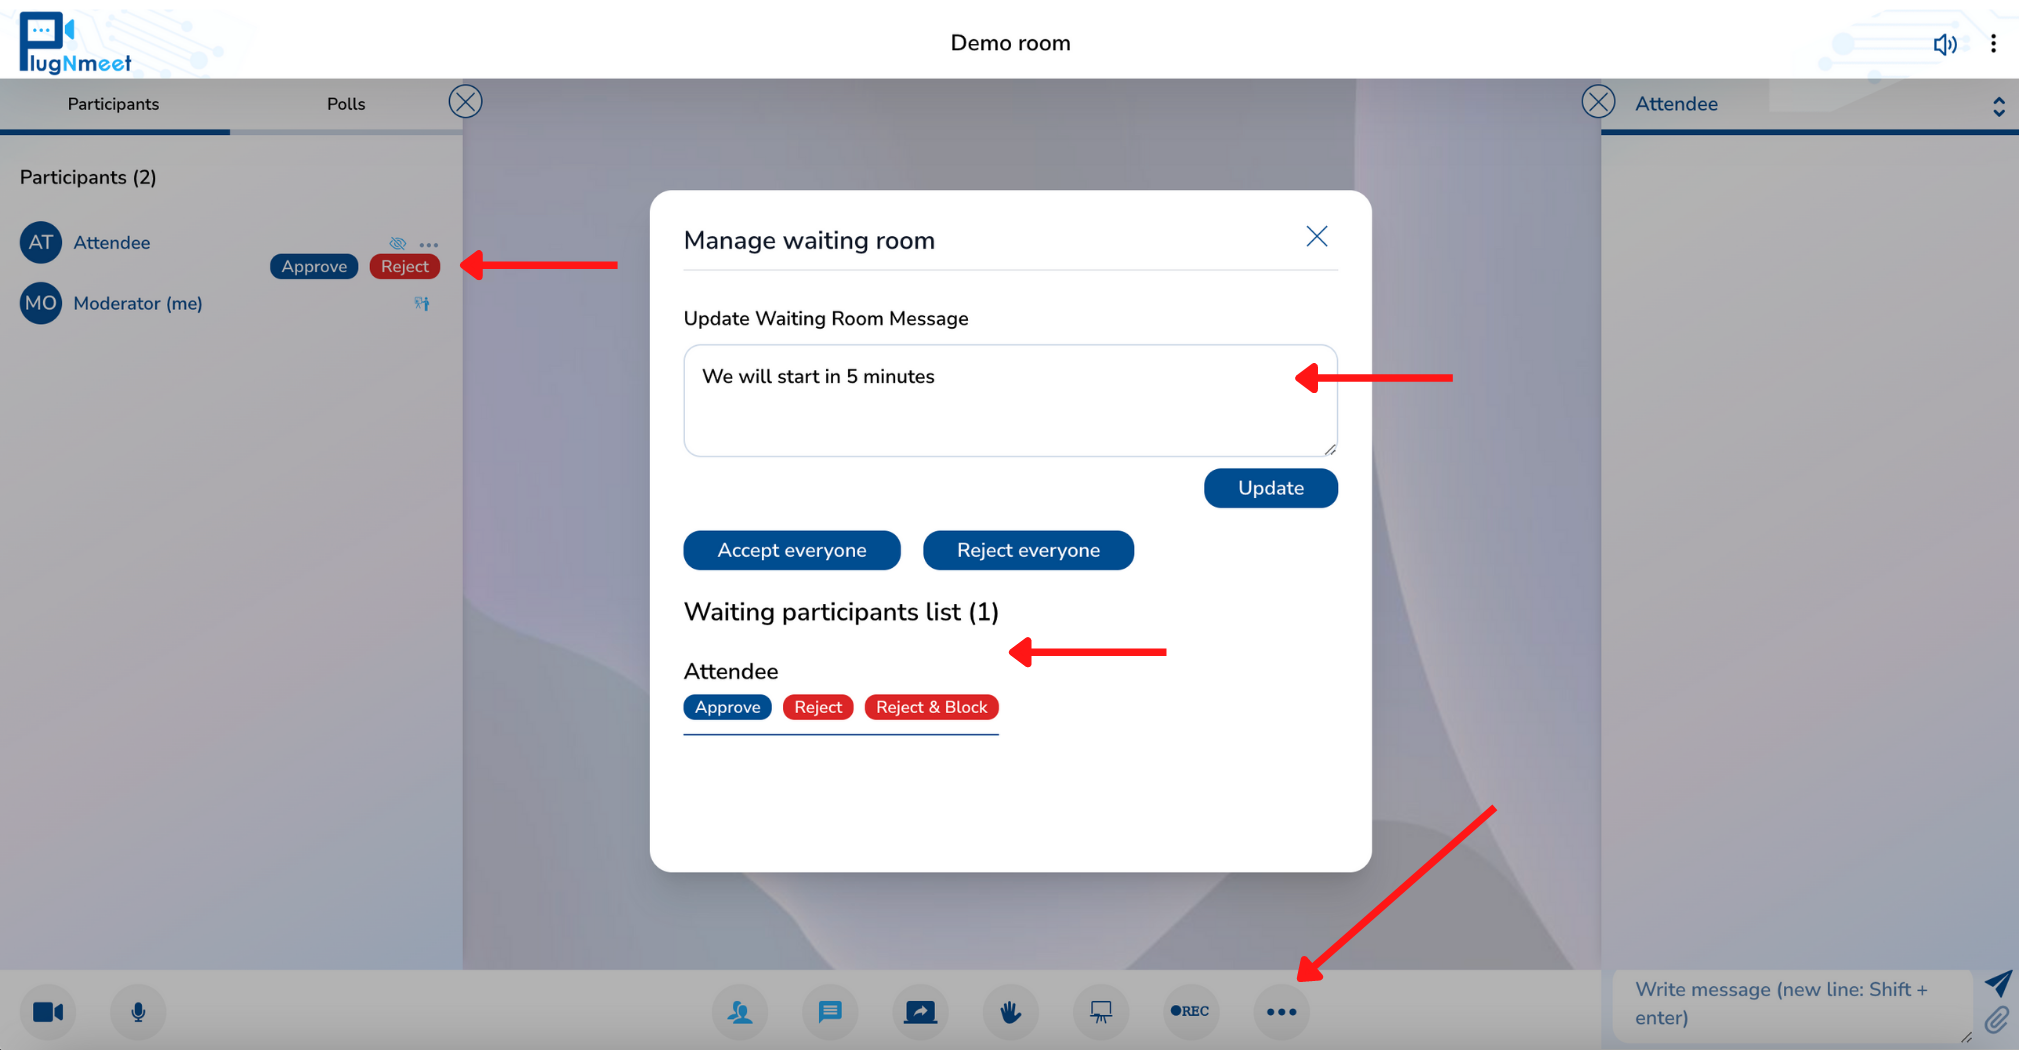 PlugNmeet
Demo room
Participants
Polls
Attendee
Participants (2)
AT
Attendee
Approve
Reject
MO
Moderator (me)
Manage waiting room
Update Waiting Room Message
We will start in 5 minutes
Update
Accept everyone
Reject everyone
Waiting participants list (1)
Attendee
Approve
Reject
Reject & Block
REC
Write message (new line: Shift +
enter)